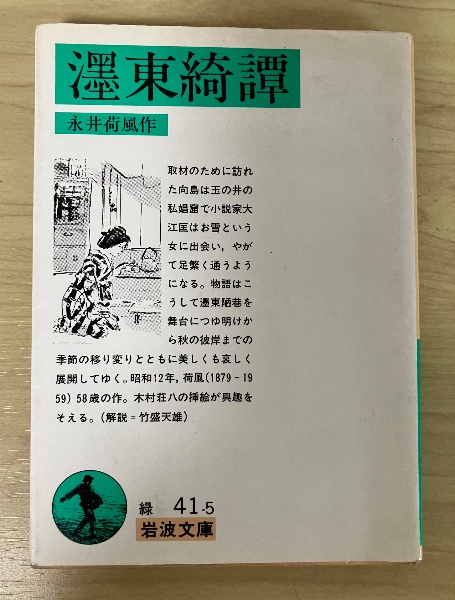 濹東綺譚
永井荷風作
取材のために訪れ
た向島は玉の井の
私娼窟で小説家大
江匡はお雪という
女に出会い，やが
て足繁く通うよう
になる。物語はこ
うして濹東陋巷を
舞台につゆ明けか
ら秋の彼岸までの
季節の移り変りとともに美しくも哀しく
展開してゆく。昭和12年，荷風(1879－19
59) 58歳の作。木村荘八の挿絵が興趣を
そえる。(解説＝竹盛天雄)
緑 41-5
岩波文庫